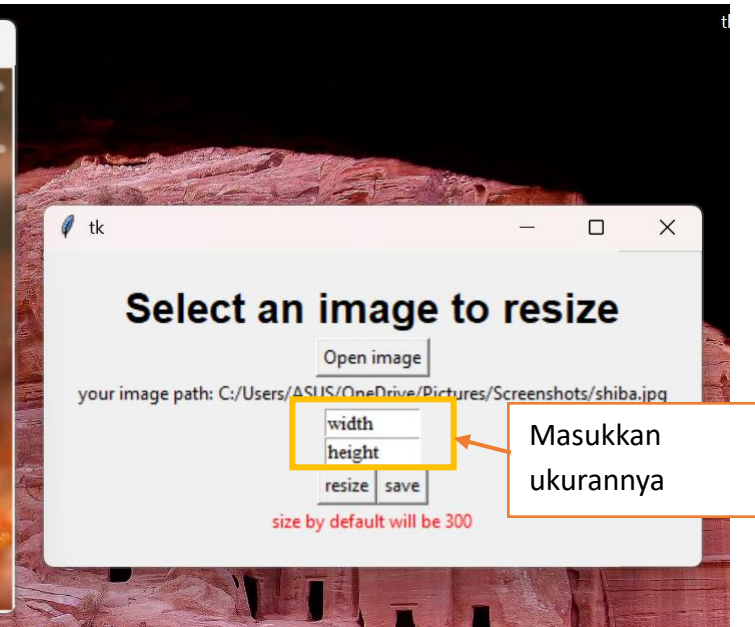 tk
Select an image to resize
Open image
your image path: C:/Users/ASUS/OneDrive/Pictures/Screenshots/shiba.jpg
width
height
Masukkan
ukurannya
resize save
size by default will be 300